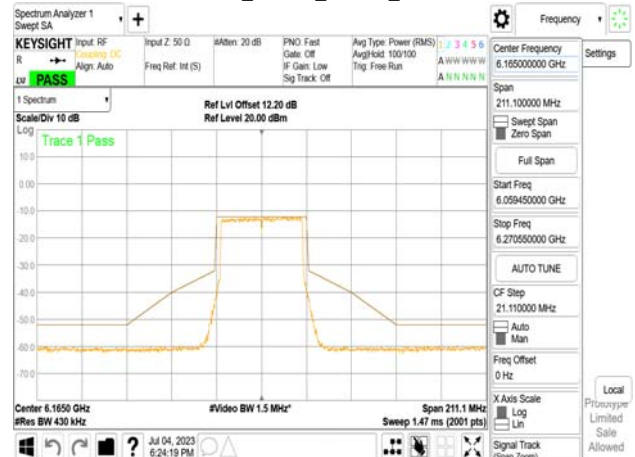 Spectrum Analyzer 1
Swept SA
Frequency
KEYSIGHT
R
LU PASS
Input: RF
Coupling: DC
Align: Auto
Input Z: 50 Ω
Freq Ref: Int (S)
#Atten: 20 dB
PNO: Fast
Gate: Off
IF Gain: Low
Sig Track: Off
Avg Type: Power (RMS)
Avg|Hold: 100/100
Trig: Free Run
1 2 3 4 5 6
A W W W W W
A N N N N N
Center Frequency
6.165000000 GHz
Settings
Span
211.100000 MHz
Swept Span
Zero Span
Full Span
Start Freq
6.059450000 GHz
Stop Freq
6.270550000 GHz
AUTO TUNE
CF Step
21.110000 MHz
Auto
Man
Freq Offset
0 Hz
X Axis Scale
Log
Lin
Signal Track
(Span Zoom)
Local
Prototype
Limited
Sale
Allowed
1 Spectrum
Scale/Div 10 dB
Ref Lvl Offset 12.20 dB
Ref Level 20.00 dBm
Log
Trace 1 Pass
10.0
0.00
-10.0
-20.0
-30.0
-40.0
-50.0
-60.0
-70.0
Center 6.1650 GHz
#Res BW 430 kHz
#Video BW 1.5 MHz*
Span 211.1 MHz
Sweep 1.47 ms (2001 pts)
Jul 04, 2023
6:24:19 PM